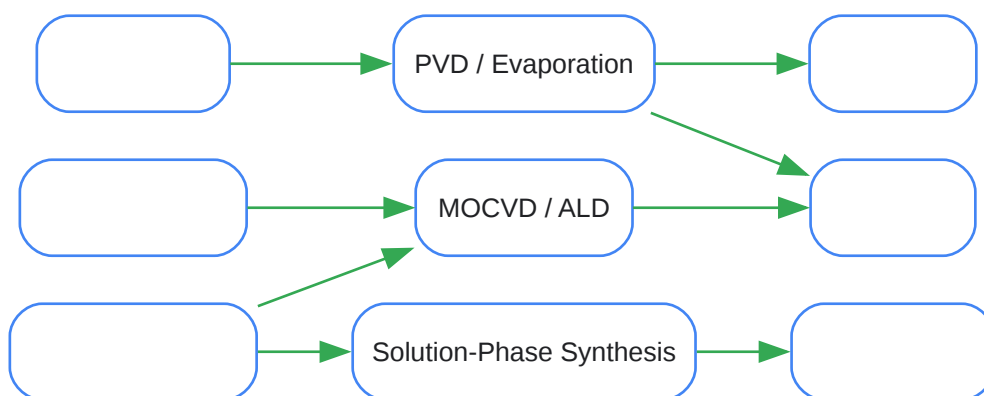 PVD / Evaporation
MOCVD / ALD
Solution-Phase Synthesis